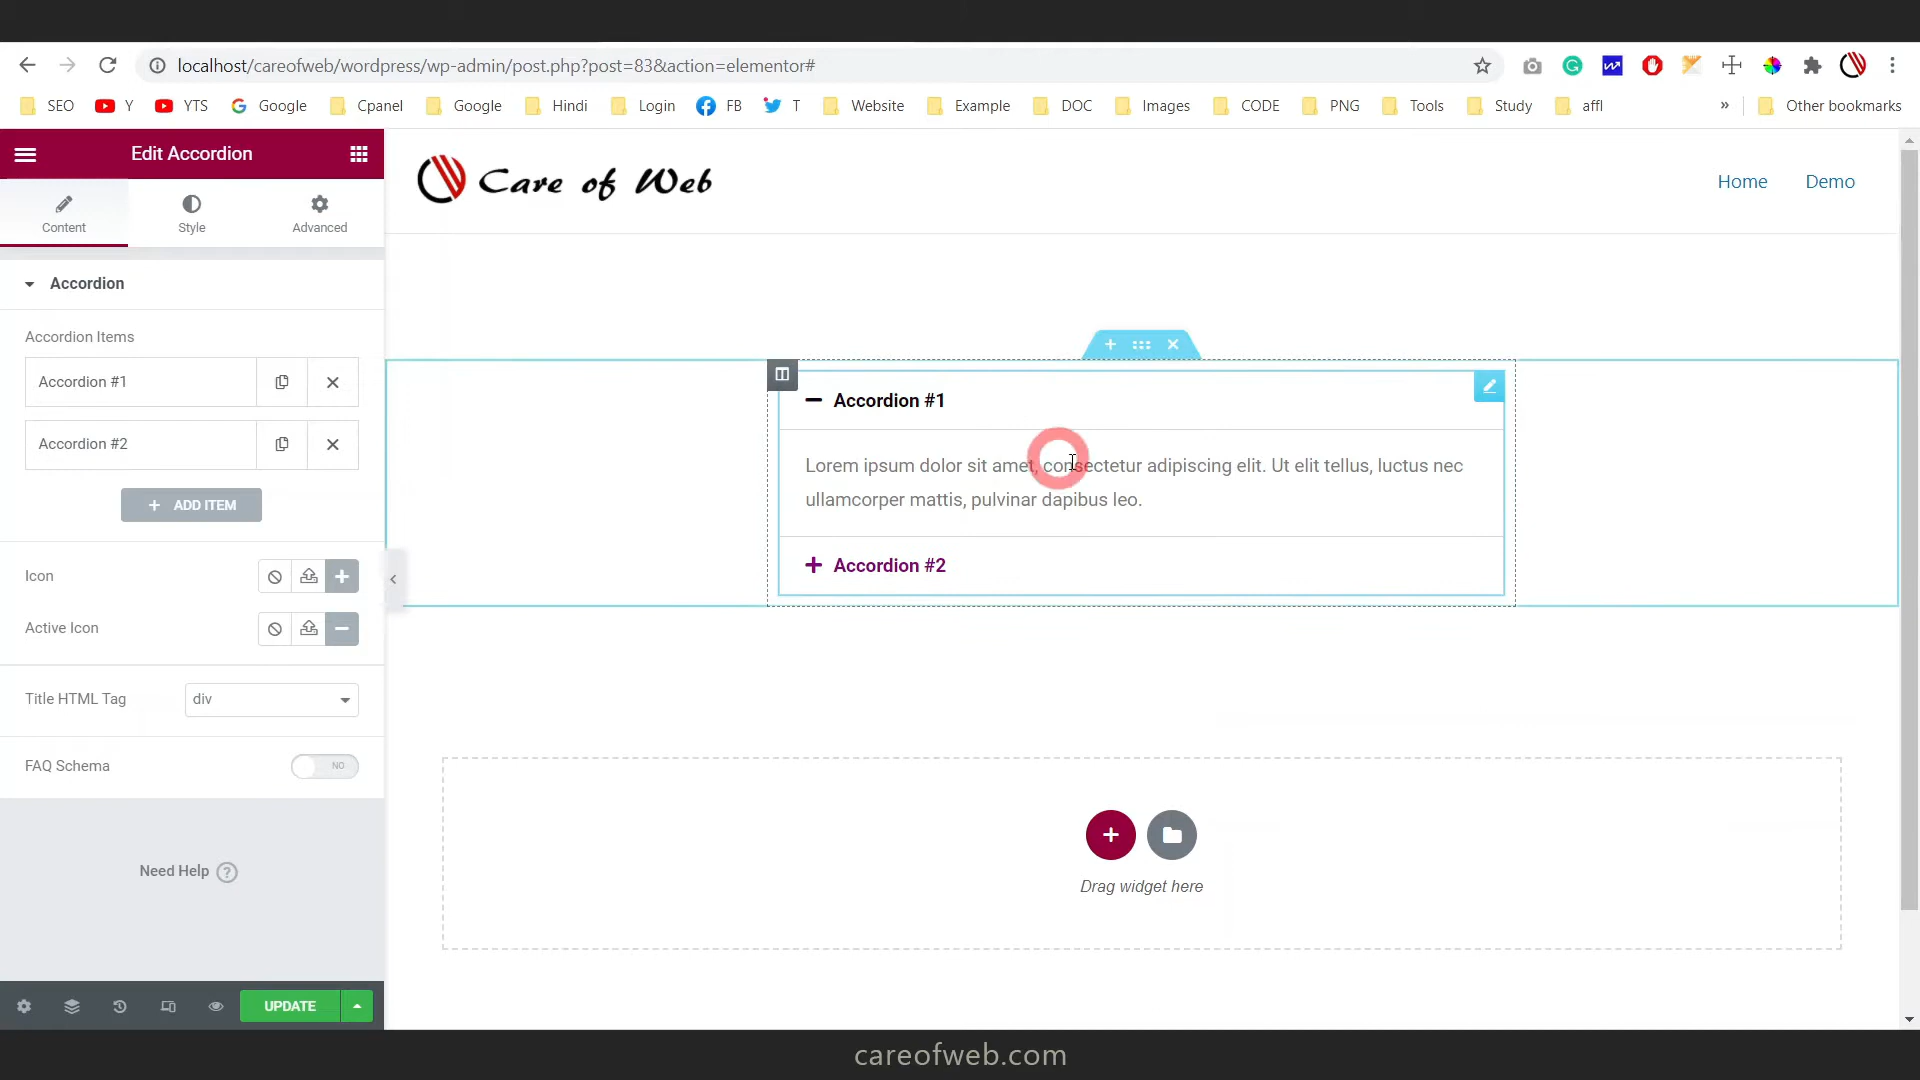 localhost/careofweb/wordpress/wp-admin/post.php?post=83&action=elementor#
SEO Y YTS Google Cpanel Google Hindi Login FB T Website Example DOC Images CODE PNG Tools Study affl » Other bookmarks
Edit Accordion
Care of Web
Home Demo
Content Style Advanced
Accordion
Accordion Items
Accordion #1
Accordion #2
ADD ITEM
Icon
Active Icon
Title HTML Tag div
FAQ Schema NO
Need Help ?
UPDATE
Accordion #1
Lorem ipsum dolor sit amet, consectetur adipiscing elit. Ut elit tellus, luctus nec
ullamcorper mattis, pulvinar dapibus leo.
Accordion #2
Drag widget here
careofweb.com